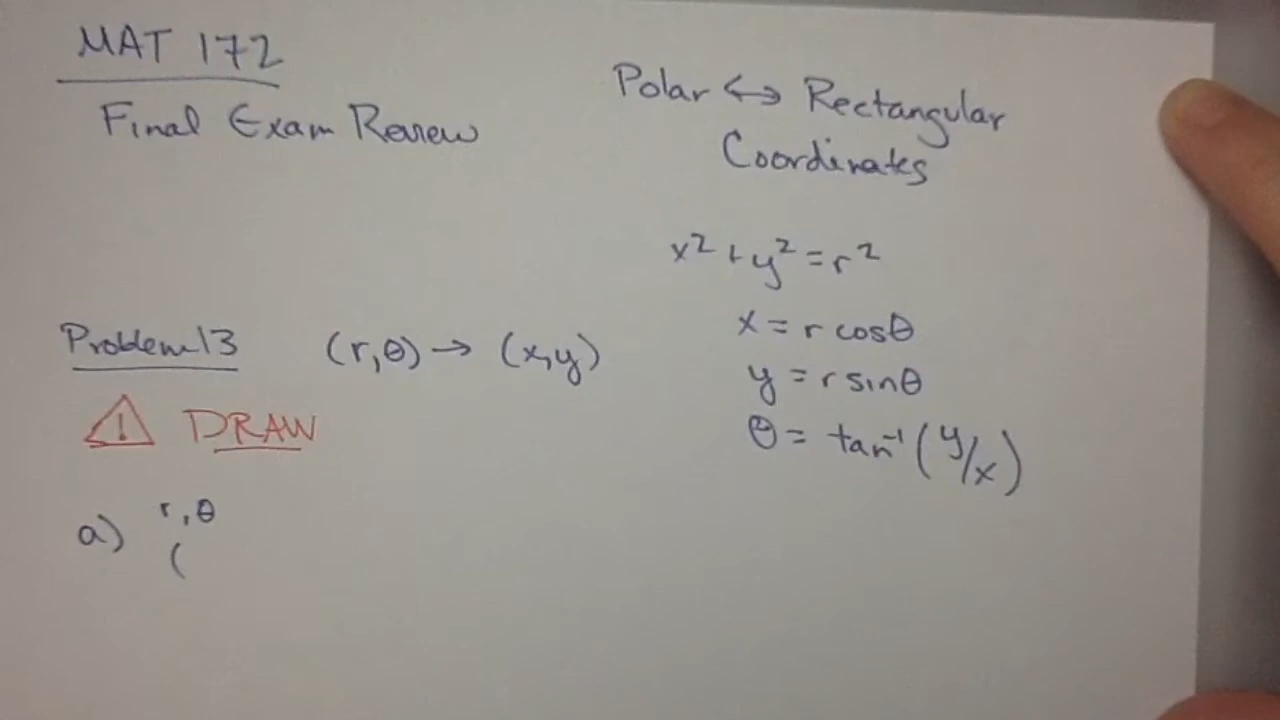 MAT 172
Final Exam Review
Polar ↔ Rectangular
Coordinates
x² + y² = r²
x = r cosθ
y = r sinθ
θ = tan⁻¹ (y/x)
Problem 13 (r, θ) → (x, y)
! DRAW
a) r, θ
(